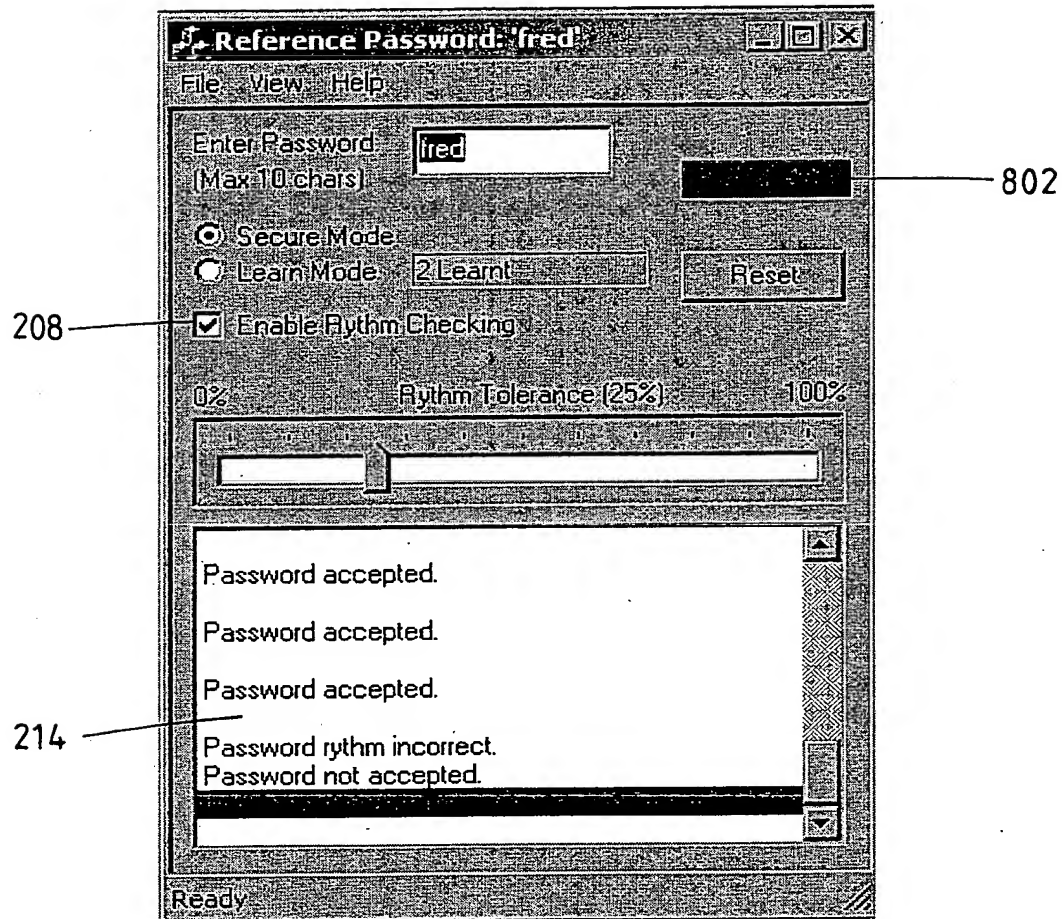 Reference Password: 'fred'
File View Help
Enter Password
(Max 10 chars)
fred
802
Secure Mode
Learn Mode
2 Learnt
Reset
208
Enable Rythm Checking
0%
Rythm Tolerance (25%)
100%
Password accepted.
Password accepted.
Password accepted.
214
Password rythm incorrect.
Password not accepted.
Ready